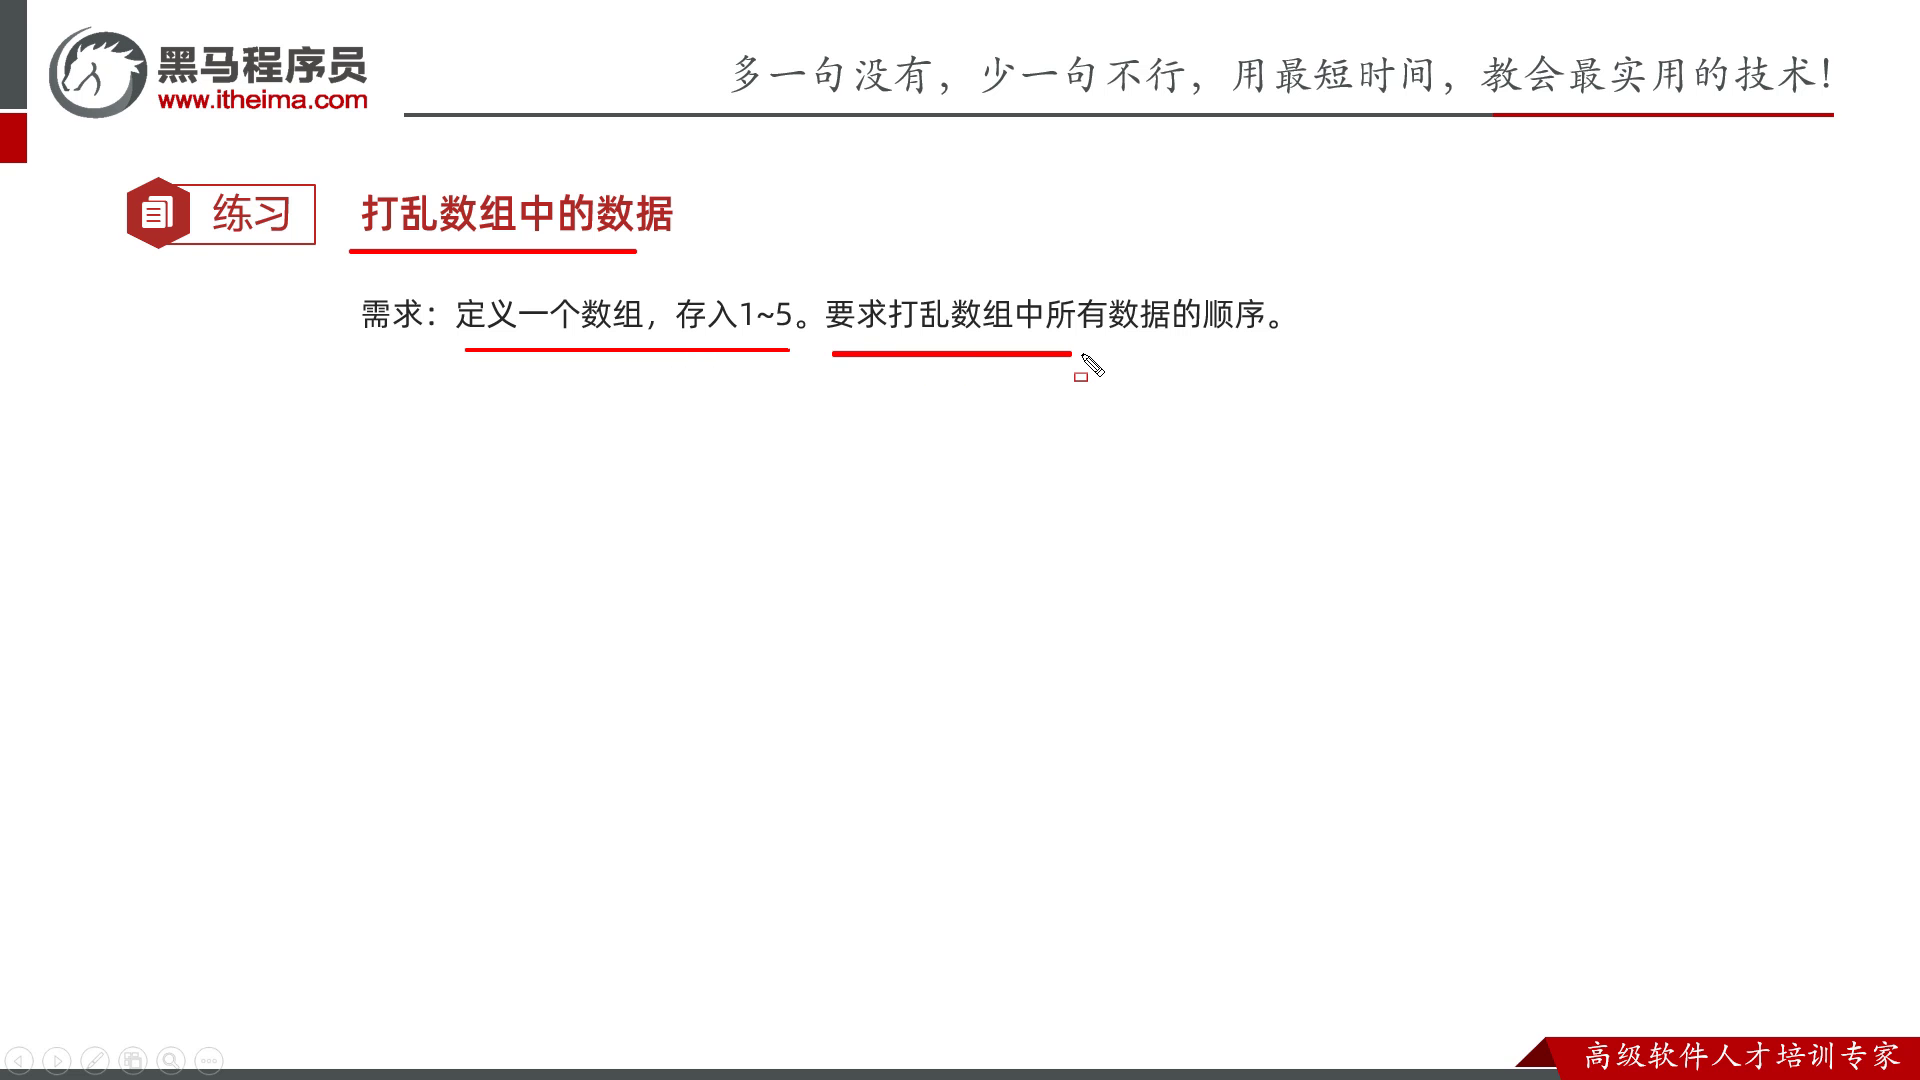 黑马程序员
www.itheima.com
多一句没有，少一句不行，用最短时间，教会最实用的技术！
练习
打乱数组中的数据
需求：定义一个数组，存入1~5。要求打乱数组中所有数据的顺序。
高级软件人才培训专家